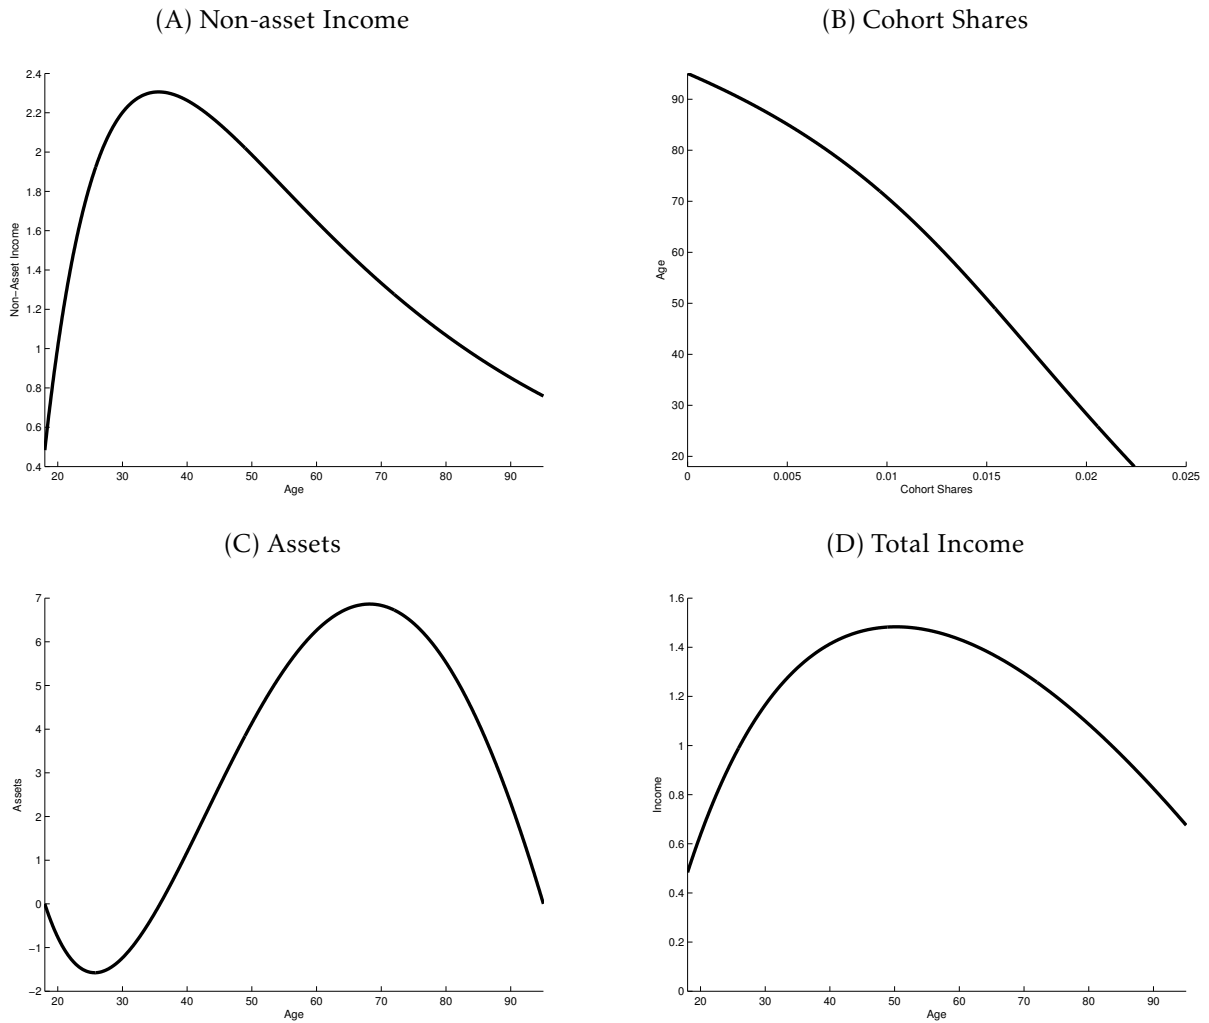 (A) Non-asset Income
2.4
2.2
2
1.8
1.6
1.4
1.2
1
0.8
0.6
0.4
Non−Asset Income
20 30 40 50 60 70 80 90
Age
(B) Cohort Shares
90
80
70
60
50
40
30
20
Age
0 0.005 0.01 0.015 0.02 0.025
Cohort Shares
(C) Assets
7
6
5
4
3
2
1
0
−1
−2
Assets
20 30 40 50 60 70 80 90
Age
(D) Total Income
1.6
1.4
1.2
1
0.8
0.6
0.4
0.2
0
Income
20 30 40 50 60 70 80 90
Age